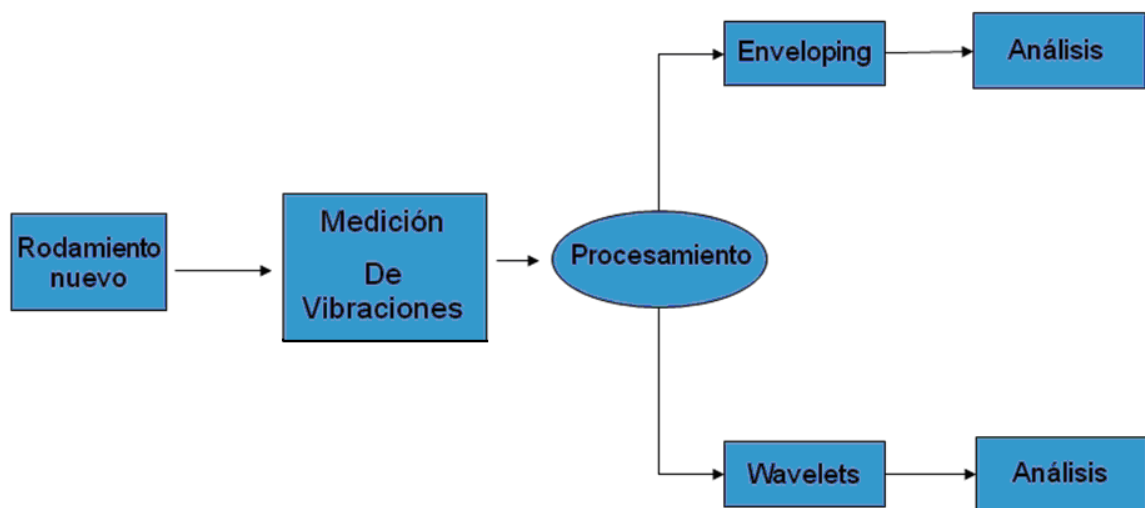 Rodamiento
nuevo
Medición
De
Vibraciones
Procesamiento
Enveloping
Análisis
Wavelets
Análisis